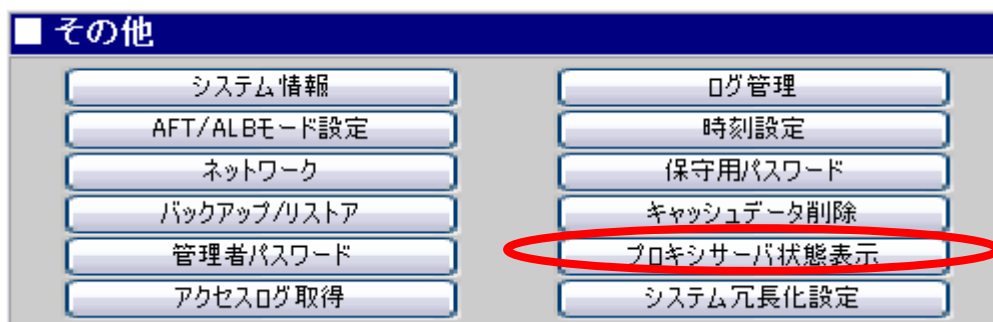 ■ その他
システム情報
ログ管理
AFT/ALBモード設定
時刻設定
ネットワーク
保守用パスワード
バックアップ/リストア
キャッシュデータ削除
管理者パスワード
プロキシサーバ状態表示
アクセスログ取得
システム冗長化設定